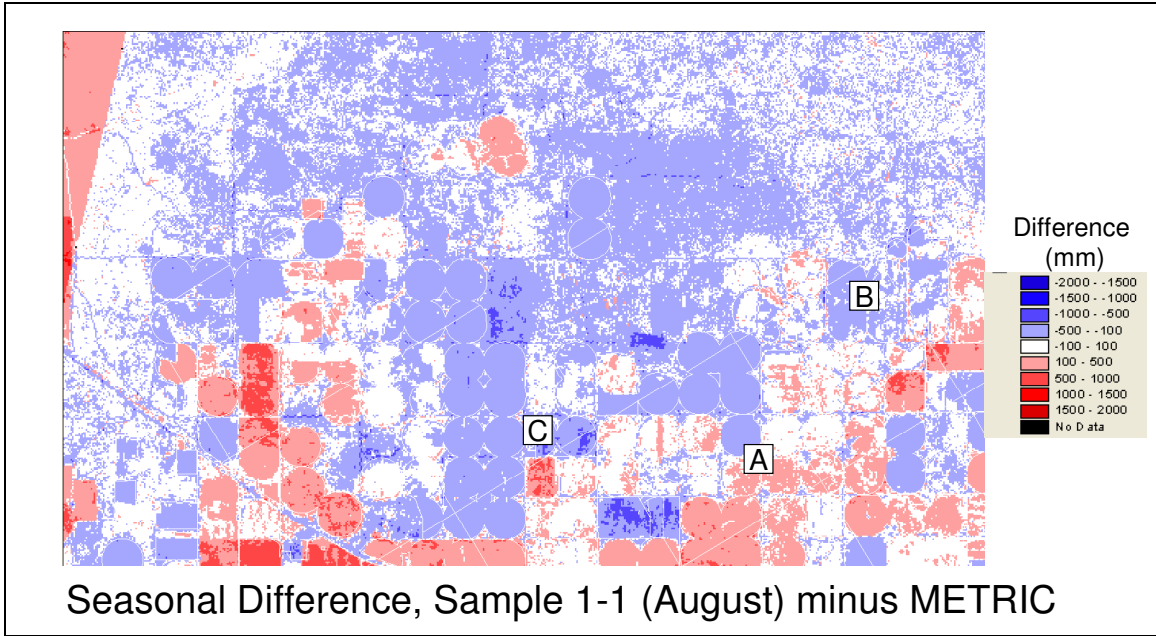 Difference
(mm)
-2000 - -1500
-1500 - -1000
-1000 - -500
-500 - -100
-100 - 100
100 - 500
500 - 1000
1000 - 1500
1500 - 2000
No Data
B
C
A
Seasonal Difference, Sample 1-1 (August) minus METRIC